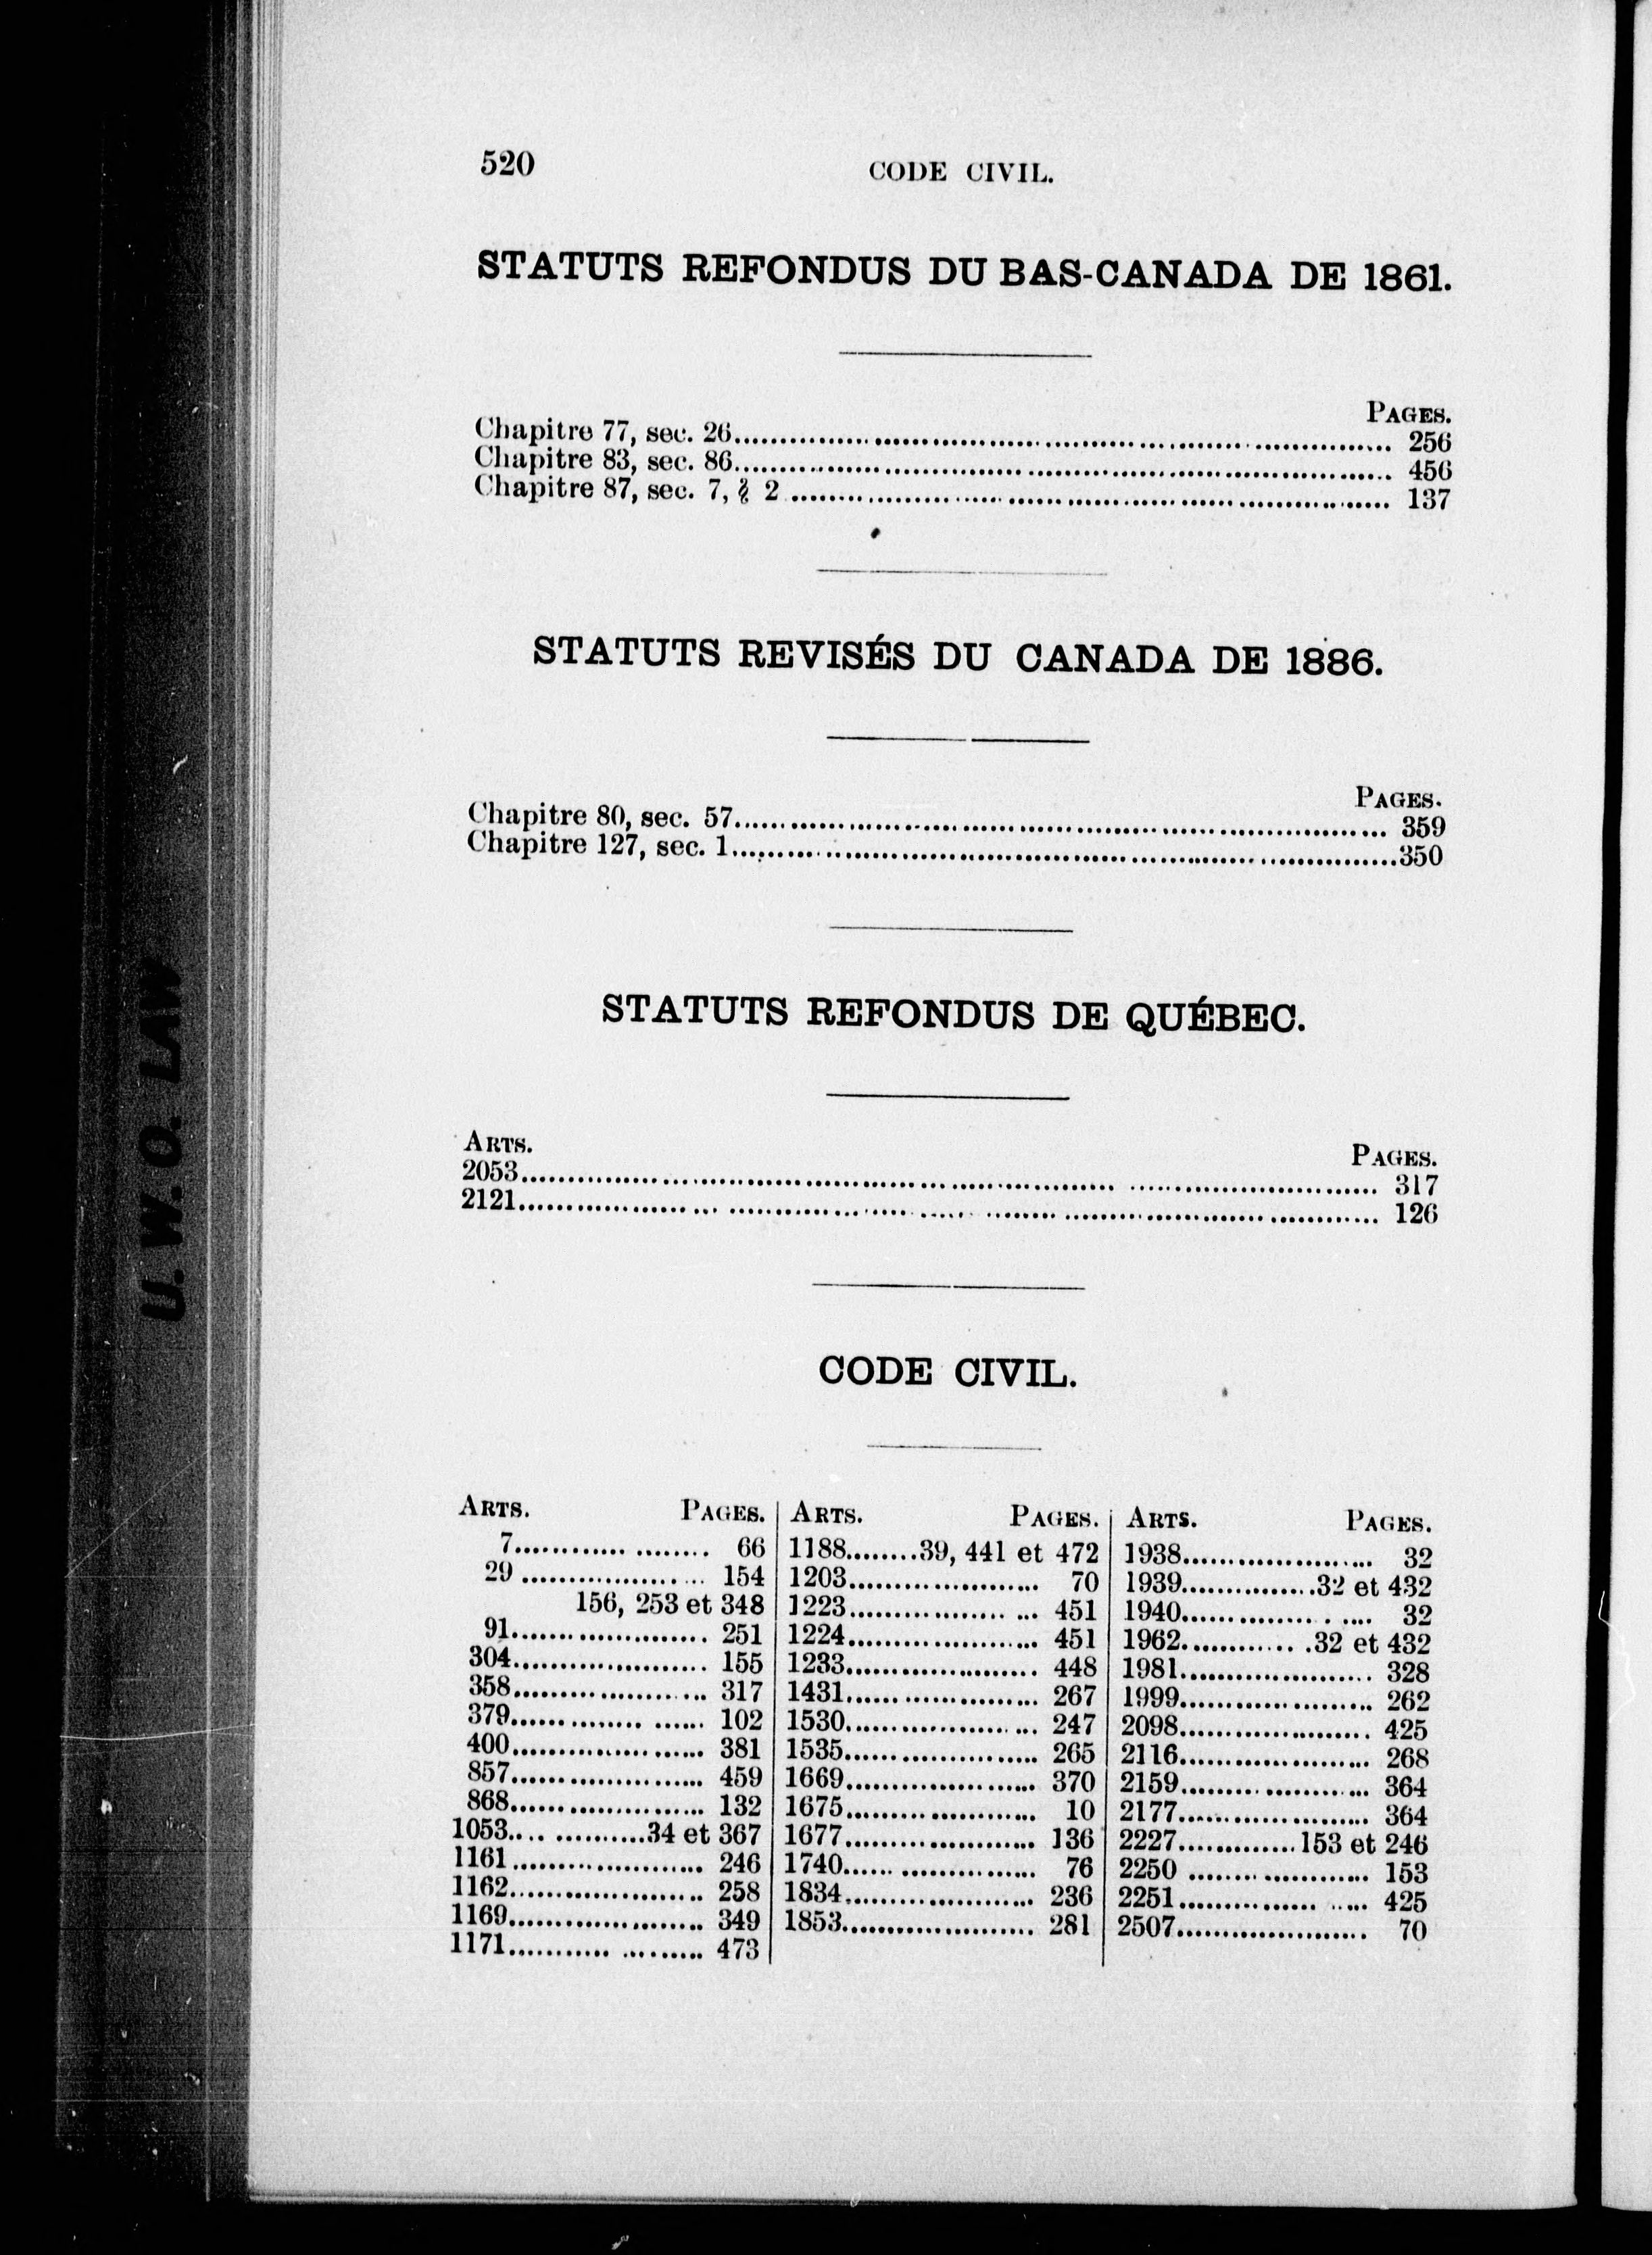 520 CODE CIVIL.
STATUTS REFONDUS DU BAS-CANADA DE 1861.
PAGES.
Chapitre 77, sec. 26........ 256
Chapitre 83, sec. 86........ 456
Chapitre 87, sec. 7, § 2........ 137
STATUTS REVISÉS DU CANADA DE 1886.
PAGES.
Chapitre 80, sec. 57........ 359
Chapitre 127, sec. 1........350
STATUTS REFONDUS DE QUÉBEC.
ARTS. PAGES.
2053........ 317
2121........ 126
CODE CIVIL.
ARTS. PAGES.
7........ 66
29 ........ 154
156, 253 et 348
91........ 251
304........ 155
358........ 317
379........ 102
400........ 381
857........ 459
868........ 132
1053........34 et 367
1161........ 246
1162........ 258
1169........ 349
1171........ 473
ARTS. PAGES.
1188........39, 441 et 472
1203........ 70
1223........ 451
1224........ 451
1233........ 448
1431........ 267
1530........ 247
1535........ 265
1669........ 370
1675........ 10
1677........ 136
1740........ 76
1834........ 236
1853........ 281
ARTS. PAGES.
1938........ 32
1939........32 et 432
1940........ 32
1962........32 et 432
1981........ 328
1999........ 262
2098........ 425
2116........ 268
2159........ 364
2177........ 364
2227........153 et 246
2250 ........ 153
2251........ 425
2507........ 70
U. W. O. LAW